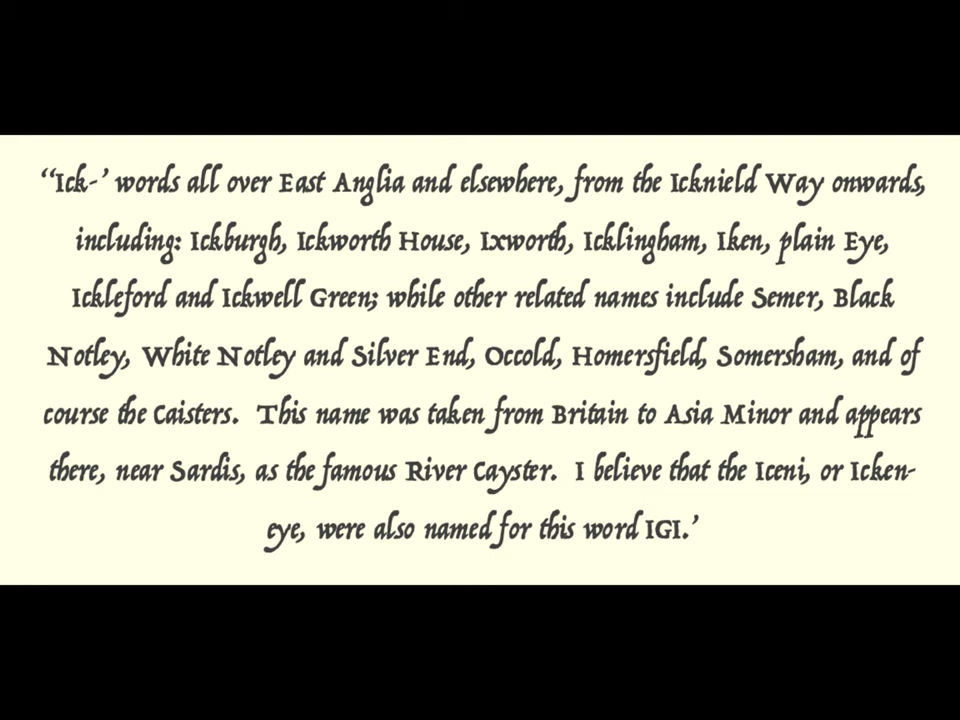 “Ick-’ words all over East Anglia and elsewhere, from the Icknield Way onwards,
including: Ickburgh, Ickworth House, Ixworth, Icklingham, Iken, plain Eye,
Ickleford and Ickwell Green; while other related names include Semer, Black
Notley, White Notley and Silver End, Occold, Homersfield, Somersham, and of
course the Caisters.  This name was taken from Britain to Asia Minor and appears
there, near Sardis, as the famous River Cayster.  I believe that the Iceni, or Icken-
eye, were also named for this word IGI.’